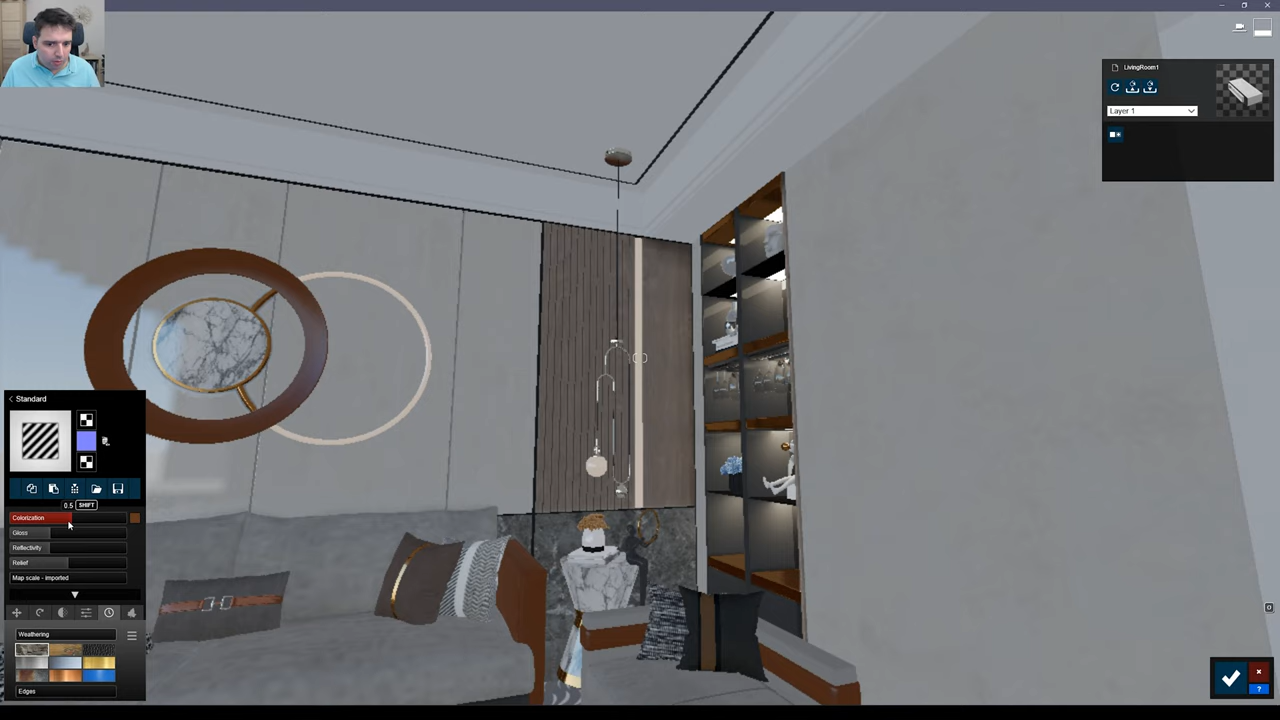 LivingRoom1
Layer 1
Standard
0.5 SHIFT
Colorization
Gloss
Reflectivity
Relief
Map scale - imported
Weathering
Edges
?